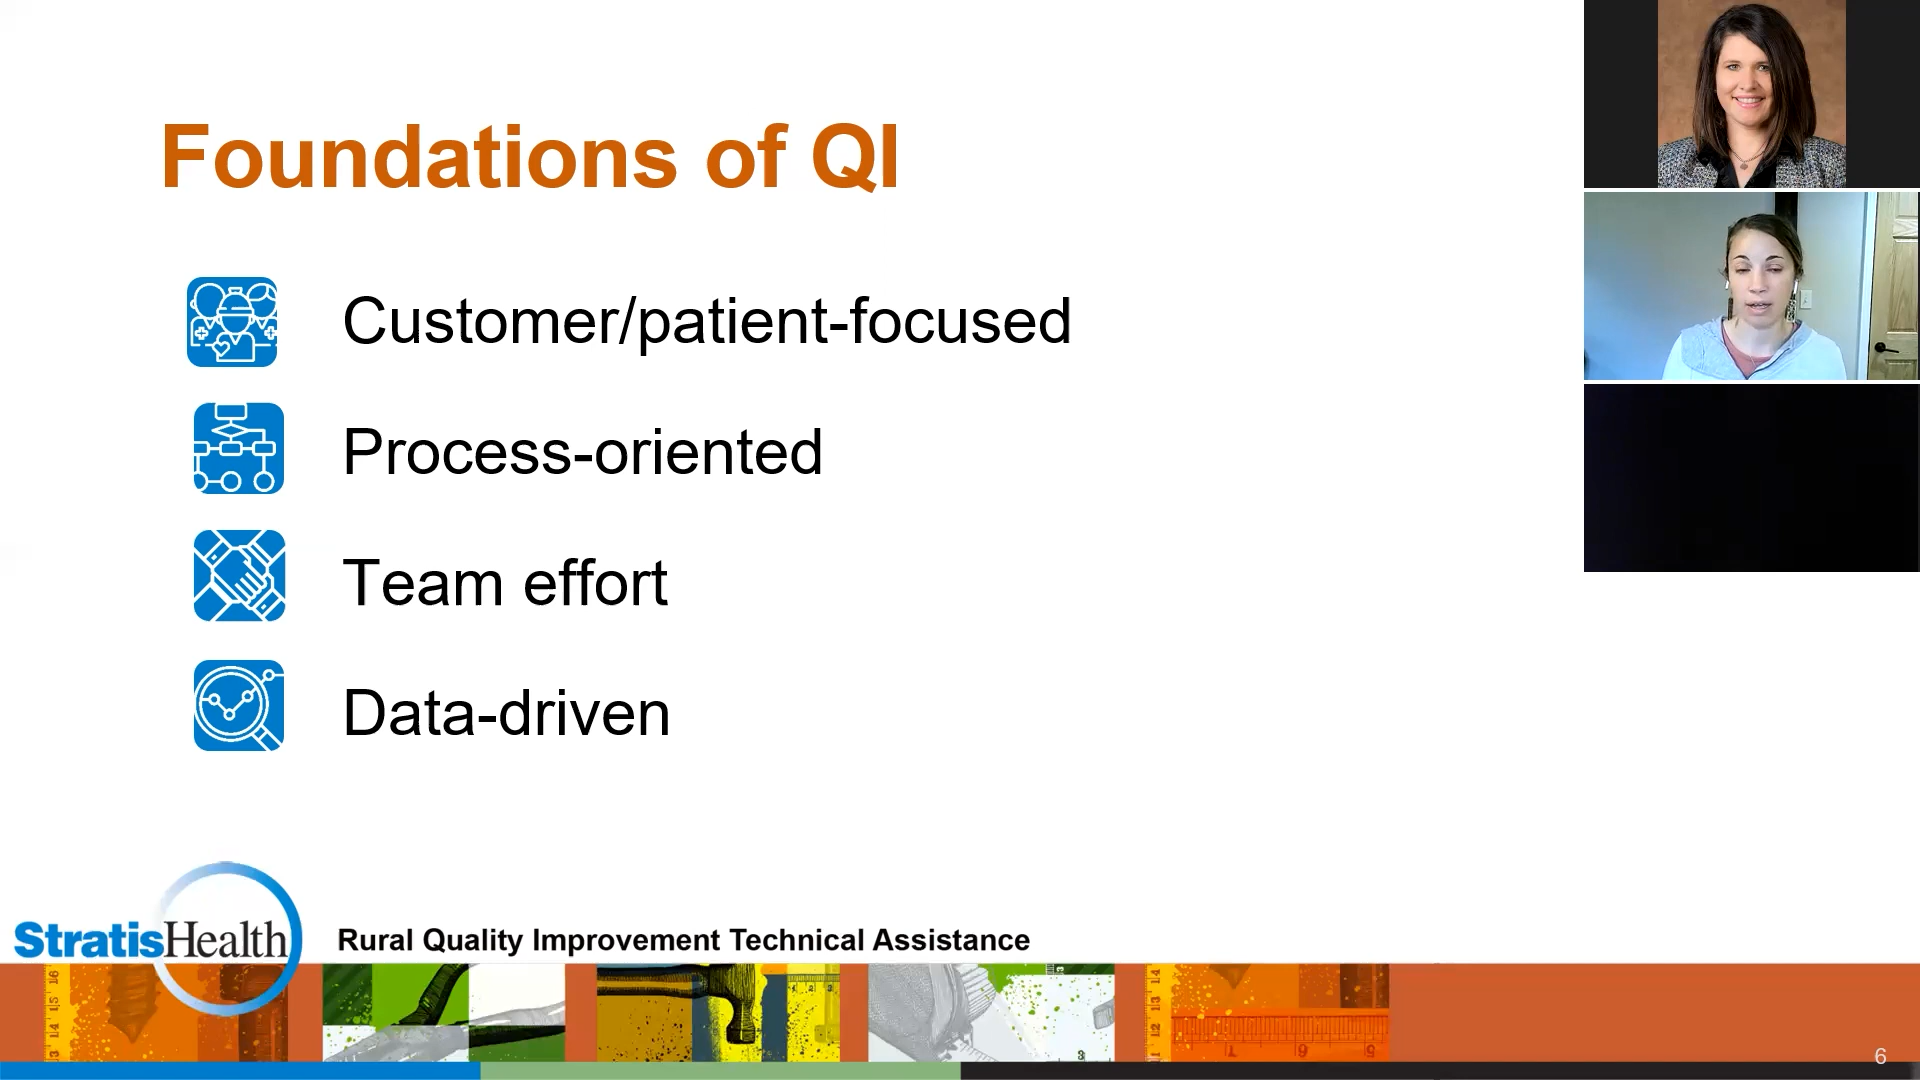 Foundations of QI
Customer/patient-focused
Process-oriented
Team effort
Data-driven
StratisHealth
Rural Quality Improvement Technical Assistance
6